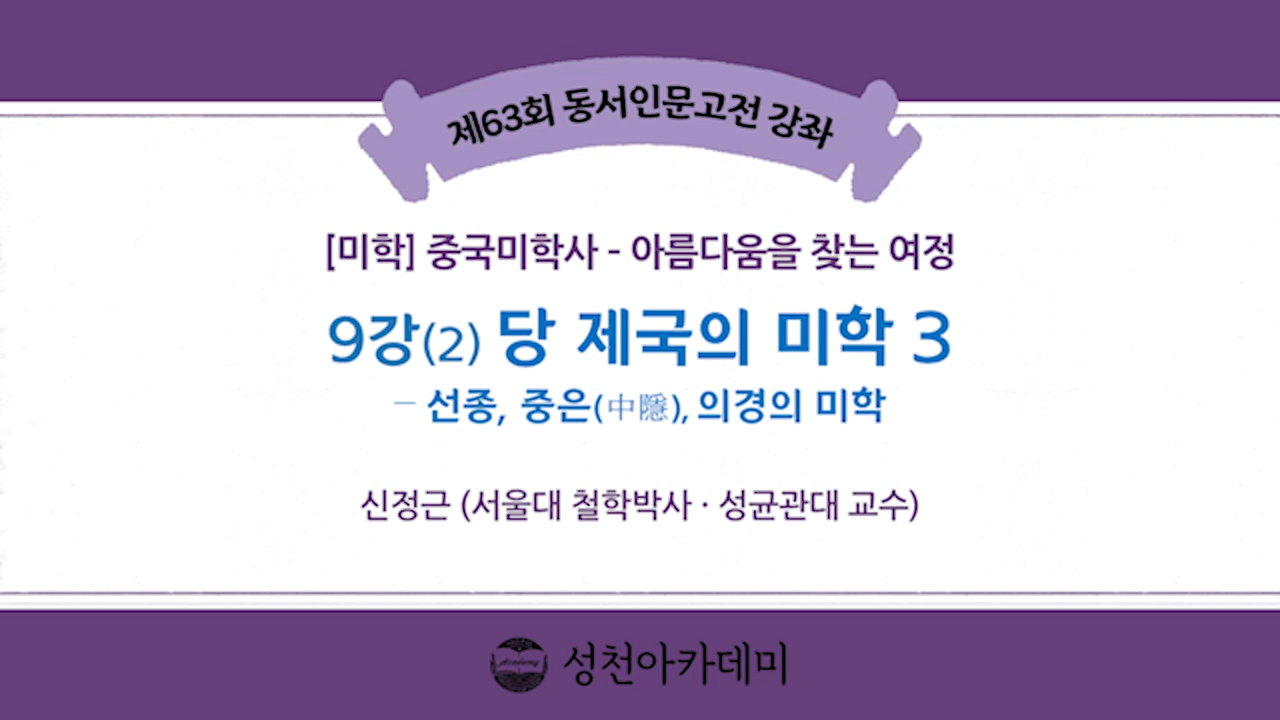 제63회 동서인문고전 강좌
[미학] 중국미학사 - 아름다움을 찾는 여정
9강(2) 당 제국의 미학 3
– 선종, 중은(中隱), 의경의 미학
신정근 (서울대 철학박사 · 성균관대 교수)
Academy 성천아카데미